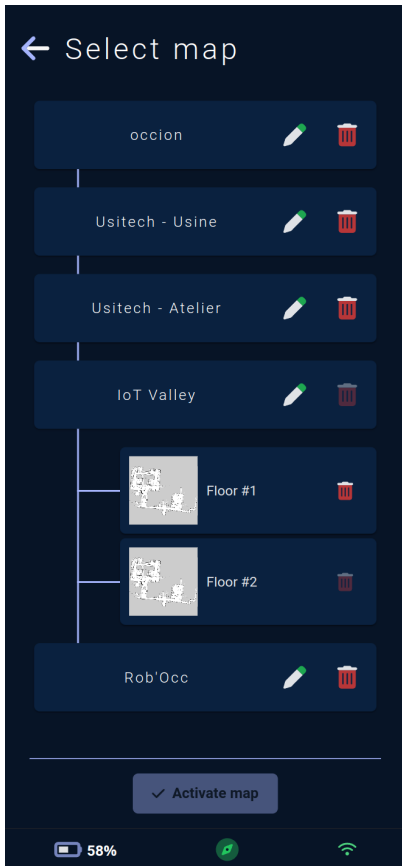 Select map
occion
Usitech - Usine
Usitech - Atelier
IoT Valley
Floor #1
Floor #2
Rob'Occ
Activate map
58%